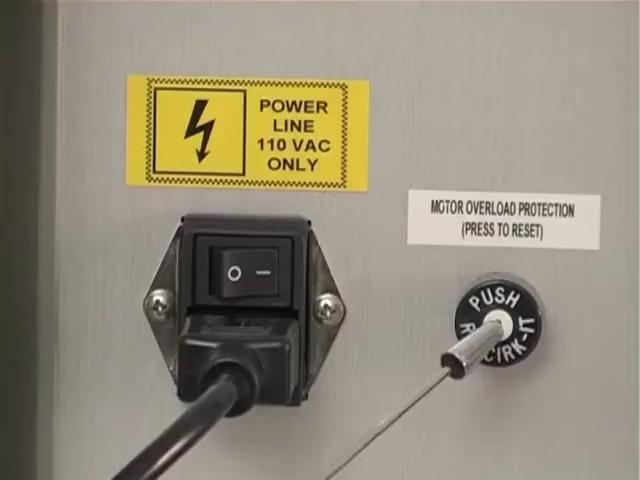 POWER
LINE
110 VAC
ONLY
MOTOR OVERLOAD PROTECTION
(PRESS TO RESET)
PUSH